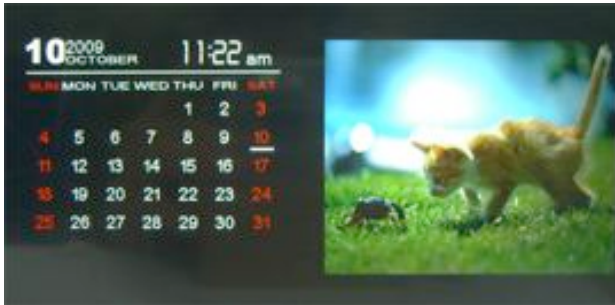 10 2009 OCTOBER 11:22 am
SUN MON TUE WED THU FRI SAT
1 2 3
4 5 6 7 8 9 10
11 12 13 14 15 16 17
18 19 20 21 22 23 24
25 26 27 28 29 30 31